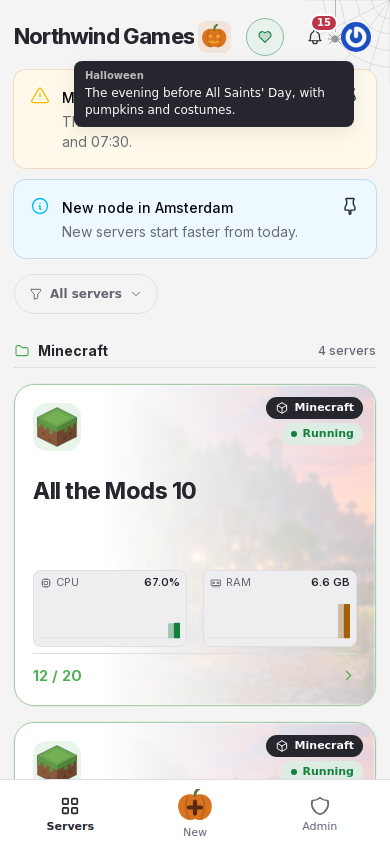 Northwind Games
15
Halloween
The evening before All Saints' Day, with
pumpkins and costumes.
and 07:30.
New node in Amsterdam
New servers start faster from today.
All servers
Minecraft
4 servers
Minecraft
Running
All the Mods 10
CPU
67.0%
RAM
6.6 GB
12 / 20
Minecraft
Running
Servers
New
Admin